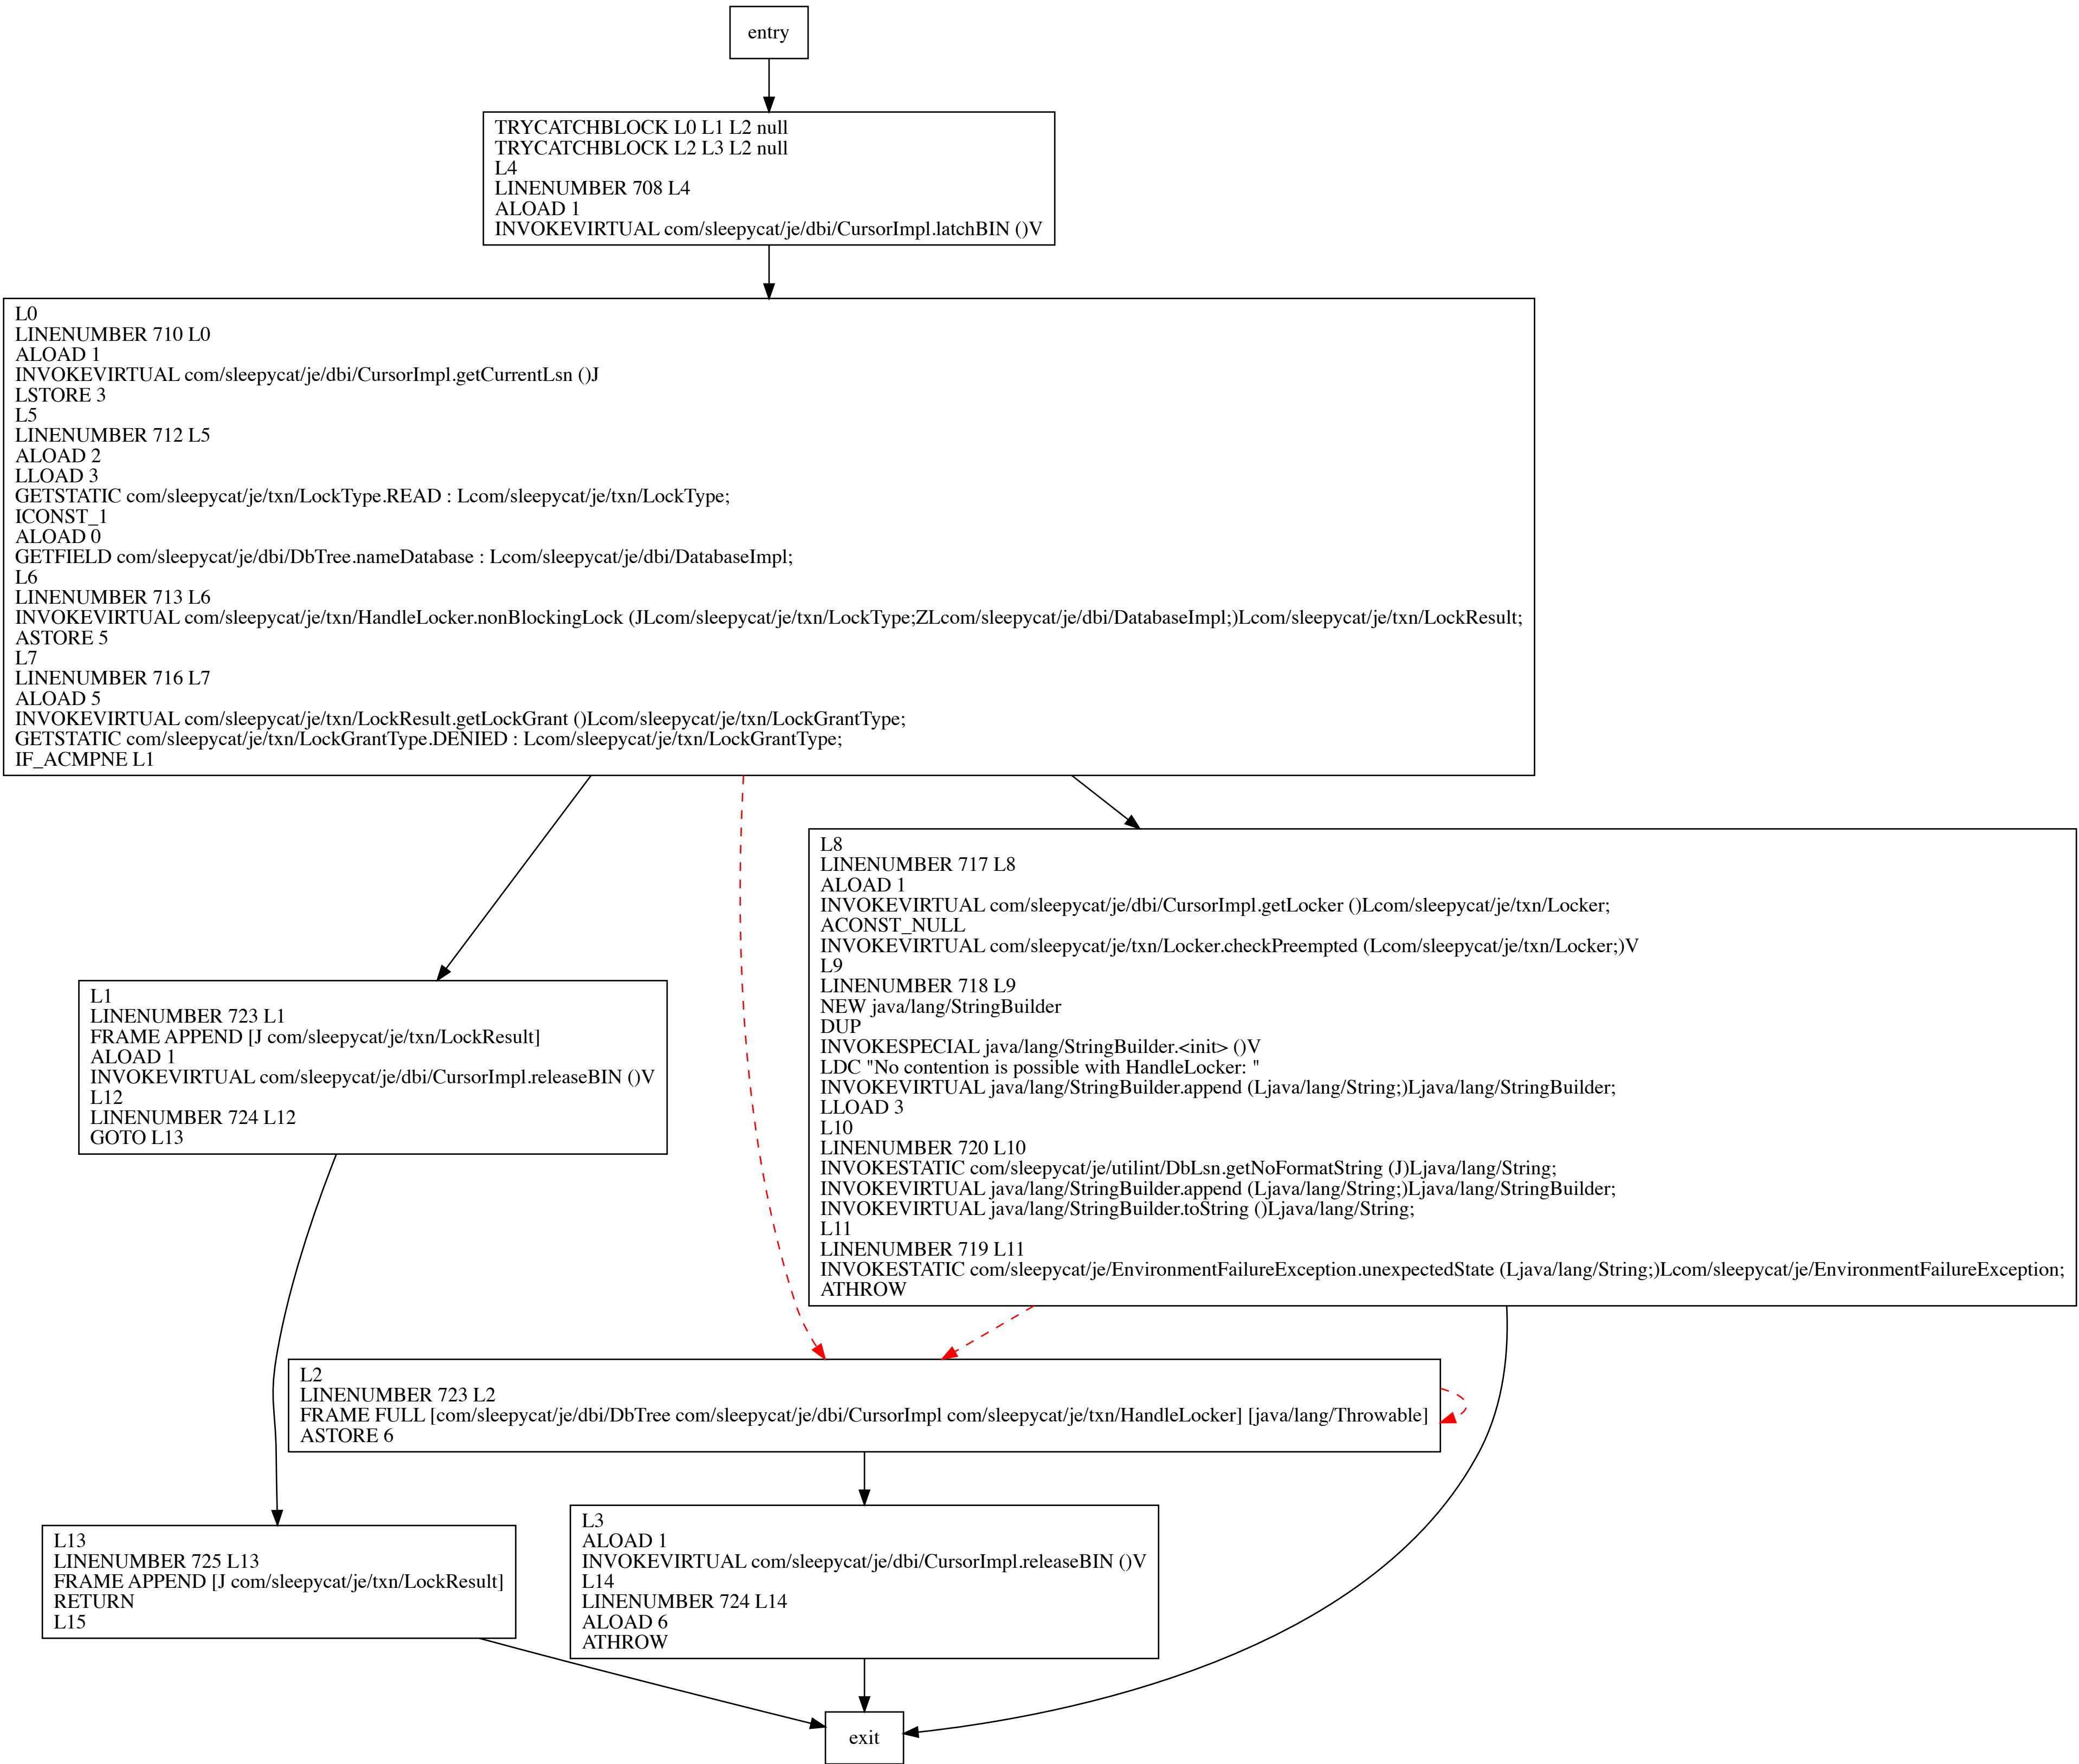 entry
TRYCATCHBLOCK L0 L1 L2 null
TRYCATCHBLOCK L2 L3 L2 null
L4
LINENUMBER 708 L4
ALOAD 1
INVOKEVIRTUAL com/sleepycat/je/dbi/CursorImpl.latchBIN ()V
L0
LINENUMBER 710 L0
ALOAD 1
INVOKEVIRTUAL com/sleepycat/je/dbi/CursorImpl.getCurrentLsn ()J
LSTORE 3
L5
LINENUMBER 712 L5
ALOAD 2
LLOAD 3
GETSTATIC com/sleepycat/je/txn/LockType.READ : Lcom/sleepycat/je/txn/LockType;
ICONST_1
ALOAD 0
GETFIELD com/sleepycat/je/dbi/DbTree.nameDatabase : Lcom/sleepycat/je/dbi/DatabaseImpl;
L6
LINENUMBER 713 L6
INVOKEVIRTUAL com/sleepycat/je/txn/HandleLocker.nonBlockingLock (JLcom/sleepycat/je/txn/LockType;ZLcom/sleepycat/je/dbi/DatabaseImpl;)Lcom/sleepycat/je/txn/LockResult;
ASTORE 5
L7
LINENUMBER 716 L7
ALOAD 5
INVOKEVIRTUAL com/sleepycat/je/txn/LockResult.getLockGrant ()Lcom/sleepycat/je/txn/LockGrantType;
GETSTATIC com/sleepycat/je/txn/LockGrantType.DENIED : Lcom/sleepycat/je/txn/LockGrantType;
IF_ACMPNE L1
L8
LINENUMBER 717 L8
ALOAD 1
INVOKEVIRTUAL com/sleepycat/je/dbi/CursorImpl.getLocker ()Lcom/sleepycat/je/txn/Locker;
ACONST_NULL
INVOKEVIRTUAL com/sleepycat/je/txn/Locker.checkPreempted (Lcom/sleepycat/je/txn/Locker;)V
L9
LINENUMBER 718 L9
NEW java/lang/StringBuilder
DUP
INVOKESPECIAL java/lang/StringBuilder.<init> ()V
LDC "No contention is possible with HandleLocker: "
INVOKEVIRTUAL java/lang/StringBuilder.append (Ljava/lang/String;)Ljava/lang/StringBuilder;
LLOAD 3
L10
LINENUMBER 720 L10
INVOKESTATIC com/sleepycat/je/utilint/DbLsn.getNoFormatString (J)Ljava/lang/String;
INVOKEVIRTUAL java/lang/StringBuilder.append (Ljava/lang/String;)Ljava/lang/StringBuilder;
INVOKEVIRTUAL java/lang/StringBuilder.toString ()Ljava/lang/String;
L11
LINENUMBER 719 L11
INVOKESTATIC com/sleepycat/je/EnvironmentFailureException.unexpectedState (Ljava/lang/String;)Lcom/sleepycat/je/EnvironmentFailureException;
ATHROW
L1
LINENUMBER 723 L1
FRAME APPEND [J com/sleepycat/je/txn/LockResult]
ALOAD 1
INVOKEVIRTUAL com/sleepycat/je/dbi/CursorImpl.releaseBIN ()V
L12
LINENUMBER 724 L12
GOTO L13
L2
LINENUMBER 723 L2
FRAME FULL [com/sleepycat/je/dbi/DbTree com/sleepycat/je/dbi/CursorImpl com/sleepycat/je/txn/HandleLocker] [java/lang/Throwable]
ASTORE 6
L13
LINENUMBER 725 L13
FRAME APPEND [J com/sleepycat/je/txn/LockResult]
RETURN
L15
L3
ALOAD 1
INVOKEVIRTUAL com/sleepycat/je/dbi/CursorImpl.releaseBIN ()V
L14
LINENUMBER 724 L14
ALOAD 6
ATHROW
exit